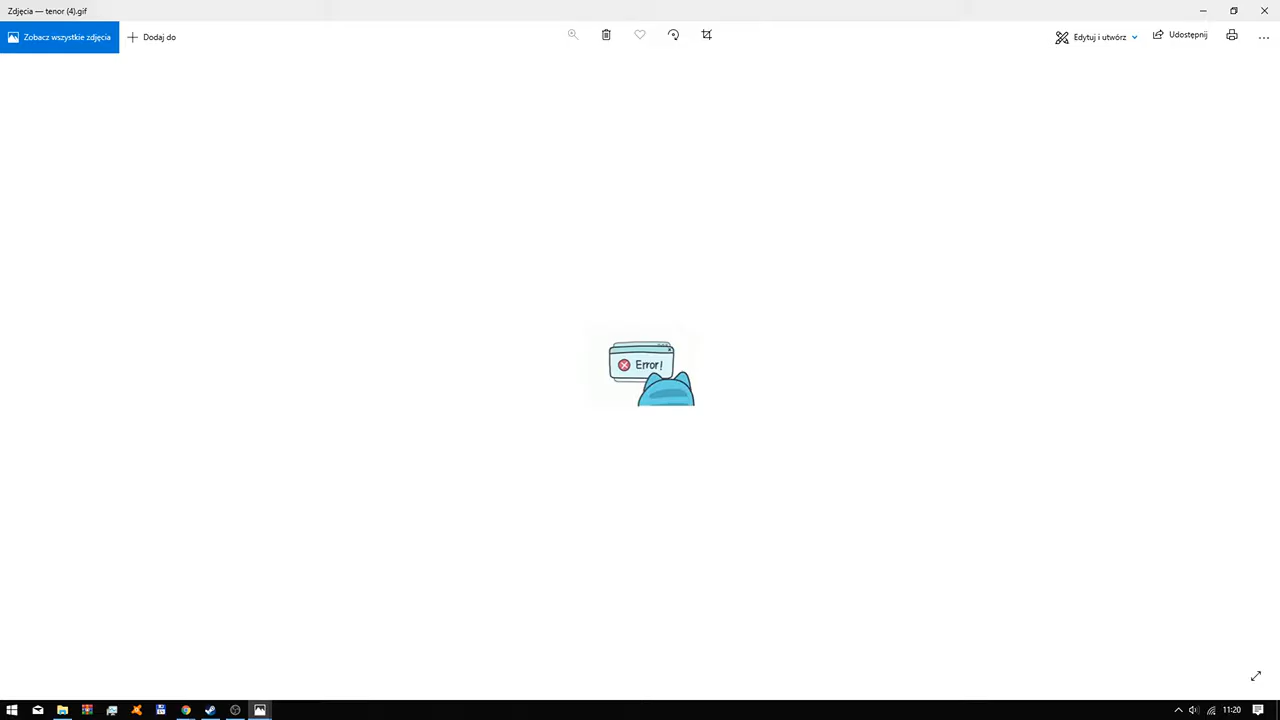 Zdjęcia — tenor (4).gif
Zobacz wszystkie zdjęcia
Dodaj do
Edytuj i utwórz
Udostępnij
Error!
11:20